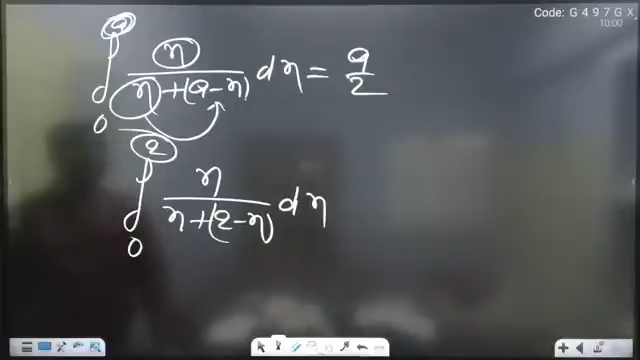 Code: G 4 9 7 G X
10:00
∫₀ᵃ x/(x+(a-x)) dx = a/2
∫₀² x/(x+(2-x)) dx